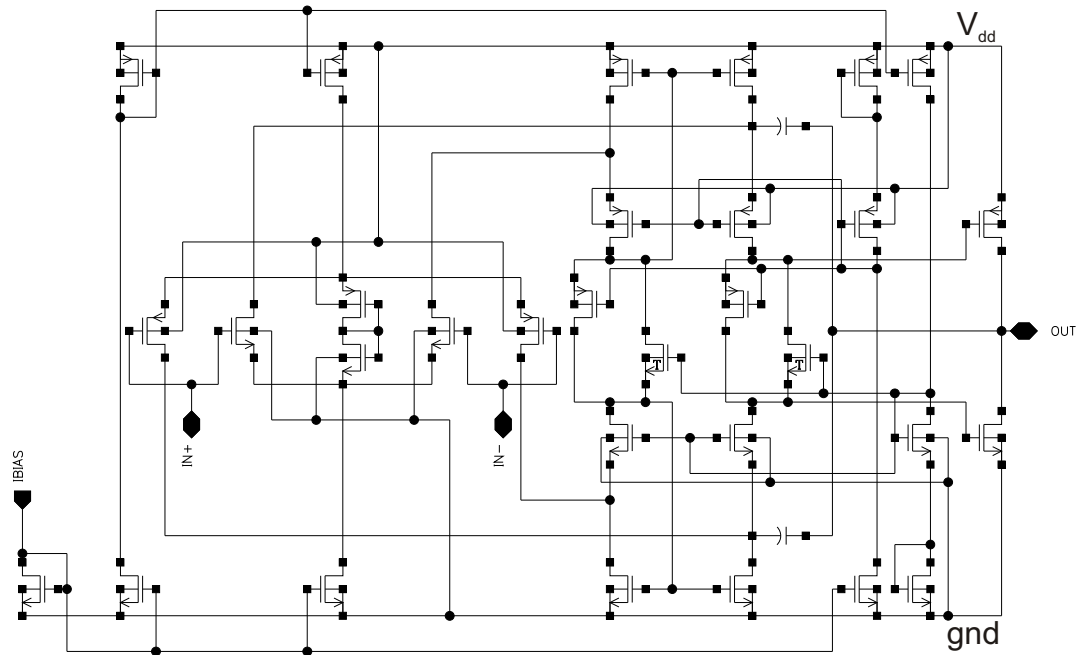 Vdd
OUT
IN+
IN-
IBIAS
T
T
gnd